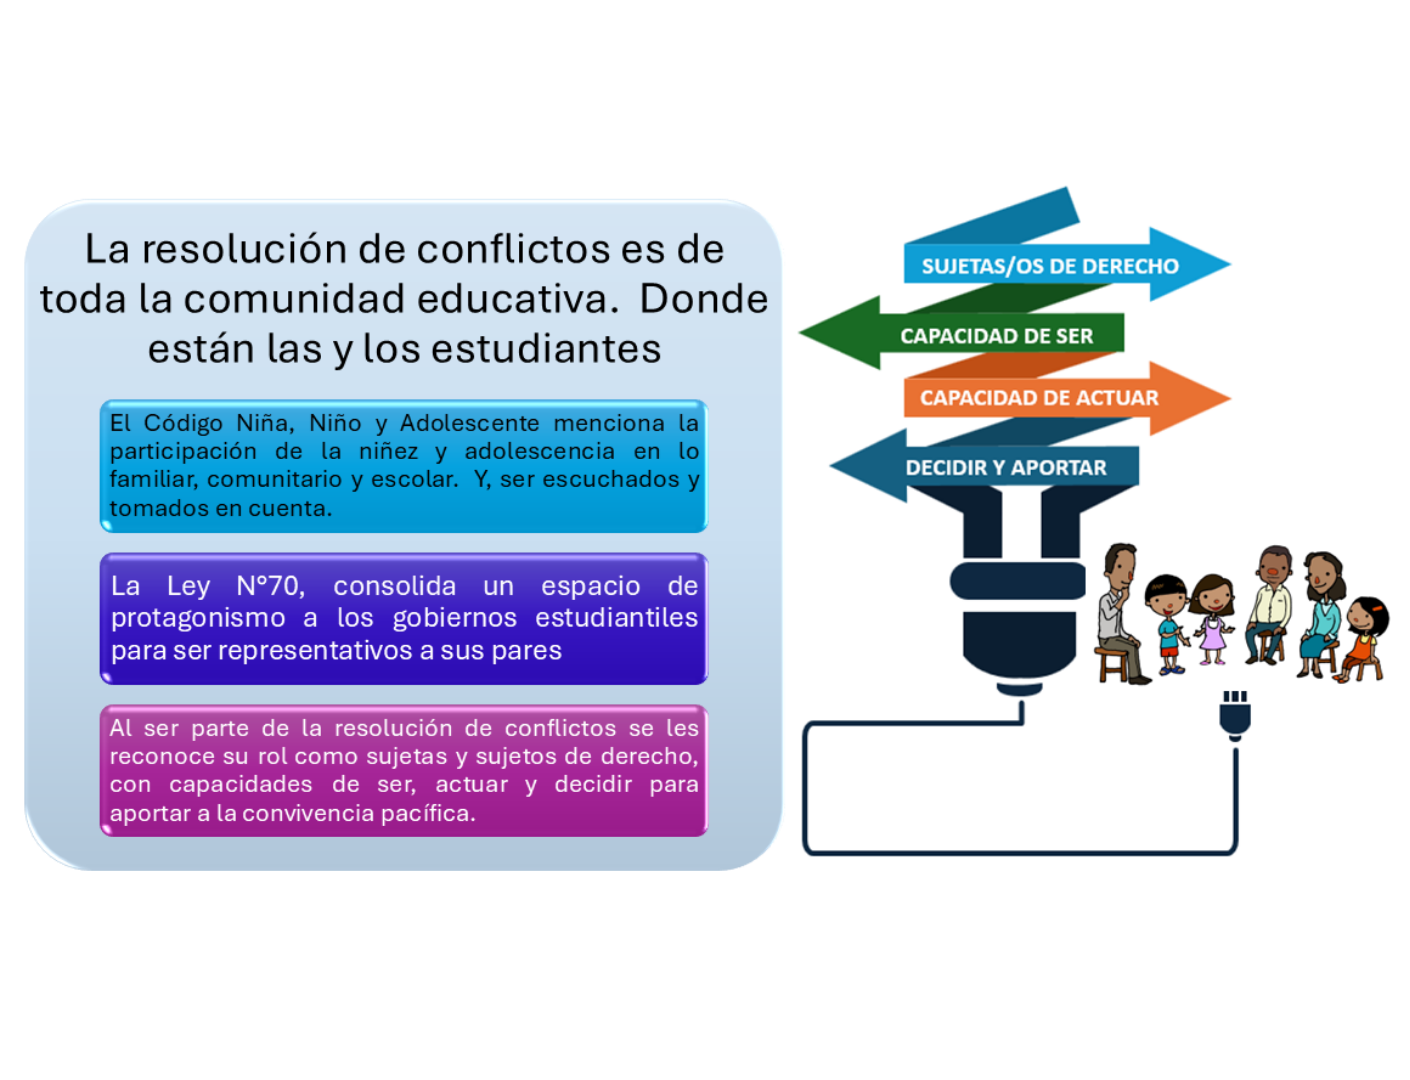 La resolución de conflictos es de
toda la comunidad educativa.  Donde
están las y los estudiantes
El Código Niña, Niño y Adolescente menciona la
participación de la niñez y adolescencia en lo
familiar, comunitario y escolar.  Y, ser escuchados y
tomados en cuenta.
La Ley N°70, consolida un espacio de
protagonismo a los gobiernos estudiantiles
para ser representativos a sus pares
Al ser parte de la resolución de conflictos se les
reconoce su rol como sujetas y sujetos de derecho,
con capacidades de ser, actuar y decidir para
aportar a la convivencia pacífica.
SUJETAS/OS DE DERECHO
CAPACIDAD DE SER
CAPACIDAD DE ACTUAR
DECIDIR Y APORTAR